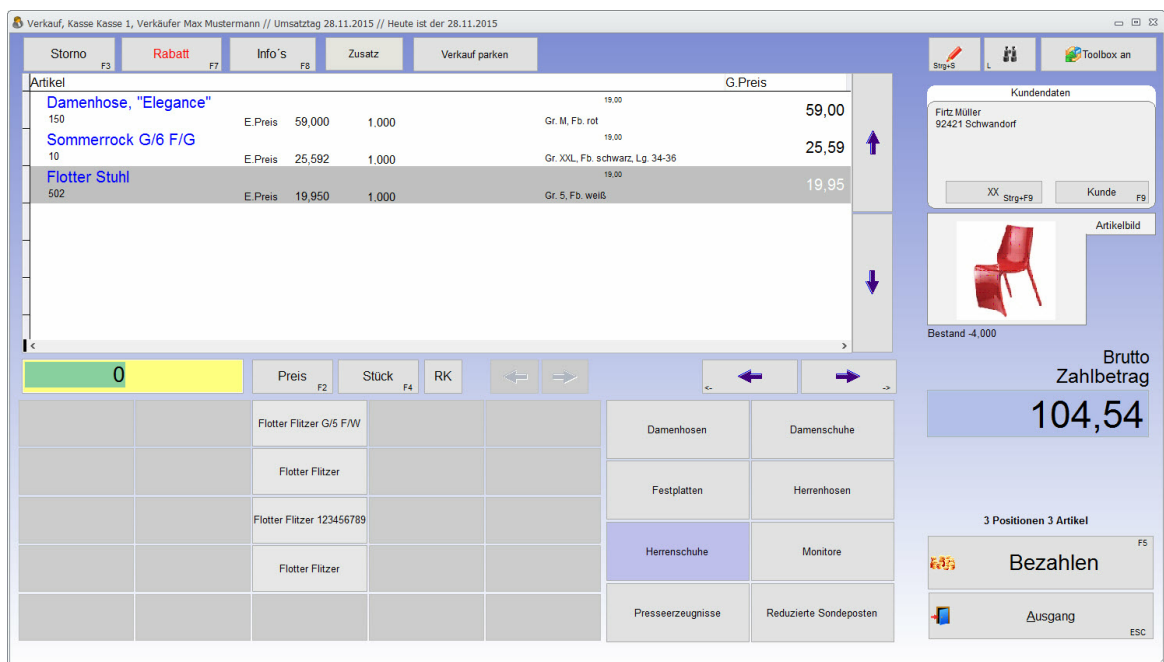 Verkauf, Kasse Kasse 1, Verkäufer Max Mustermann // Umsatztag 28.11.2015 // Heute ist der 28.11.2015
Storno F3 Rabatt F7 Info´s F8 Zusatz Verkauf parken Strg+S L Toolbox an
Artikel G.Preis
Damenhose, "Elegance" 19,00 59,00
150 E.Preis 59,000 1,000 Gr. M, Fb. rot
Sommerrock G/6 F/G 19,00 25,59
10 E.Preis 25,592 1,000 Gr. XXL, Fb. schwarz, Lg. 34-36
Flotter Stuhl 19,00 19,95
502 E.Preis 19,950 1,000 Gr. 5, Fb. weiß
Kundendaten
Firtz Müller
92421 Schwandorf
XX Strg+F9 Kunde F9
Artikelbild
Bestand -4,000
Brutto
Zahlbetrag
104,54
0 Preis F2 Stück F4 RK <- ->
Flotter Flitzer G/5 F/W
Flotter Flitzer
Flotter Flitzer 123456789
Flotter Flitzer
Damenhosen Damenschuhe
Festplatten Herrenhosen
Herrenschuhe Monitore
Presseerzeugnisse Reduzierte Sondeposten
3 Positionen 3 Artikel
Bezahlen F5
Ausgang ESC